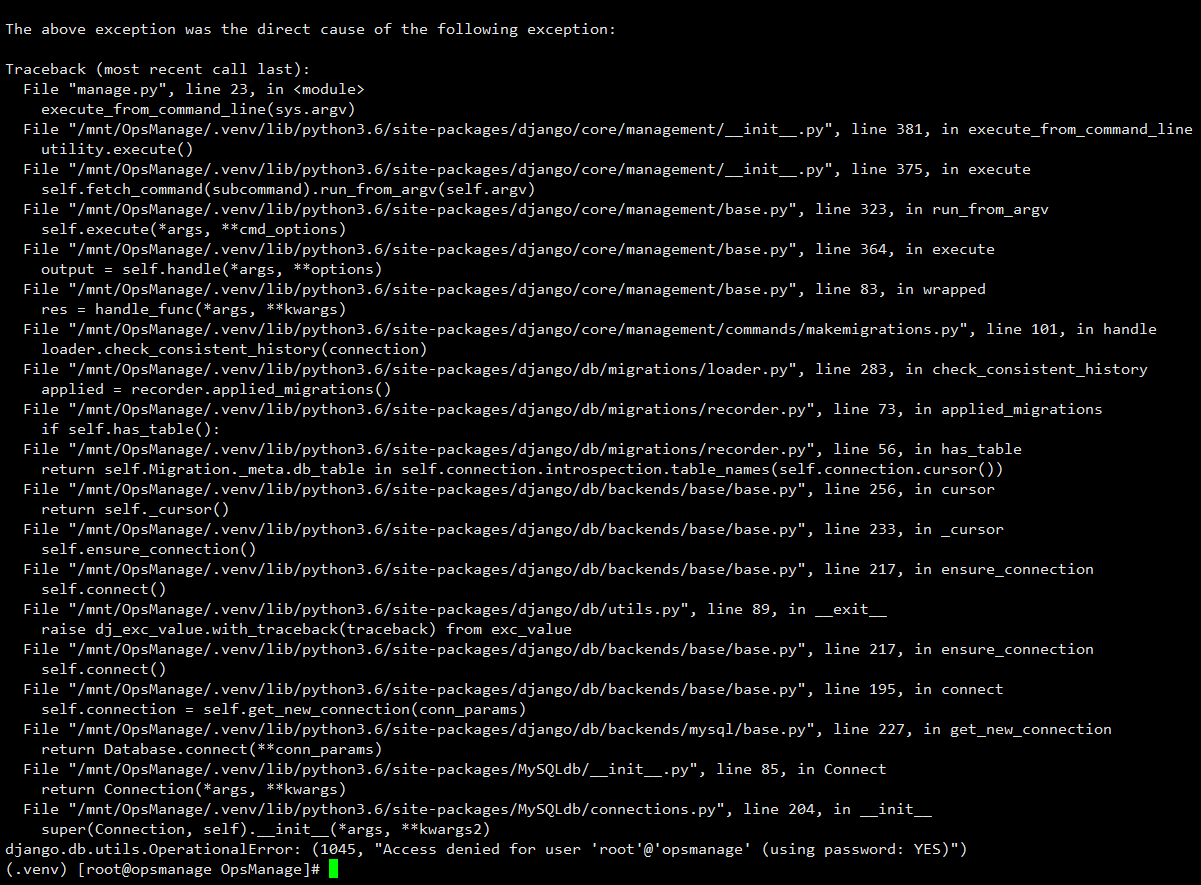 The above exception was the direct cause of the following exception:
Traceback (most recent call last):
File "manage.py", line 23, in <module>
execute_from_command_line(sys.argv)
File "/mnt/OpsManage/.venv/lib/python3.6/site-packages/django/core/management/__init__.py", line 381, in execute_from_command_line
utility.execute()
File "/mnt/OpsManage/.venv/lib/python3.6/site-packages/django/core/management/__init__.py", line 375, in execute
self.fetch_command(subcommand).run_from_argv(self.argv)
File "/mnt/OpsManage/.venv/lib/python3.6/site-packages/django/core/management/base.py", line 323, in run_from_argv
self.execute(*args, **cmd_options)
File "/mnt/OpsManage/.venv/lib/python3.6/site-packages/django/core/management/base.py", line 364, in execute
output = self.handle(*args, **options)
File "/mnt/OpsManage/.venv/lib/python3.6/site-packages/django/core/management/base.py", line 83, in wrapped
res = handle_func(*args, **kwargs)
File "/mnt/OpsManage/.venv/lib/python3.6/site-packages/django/core/management/commands/makemigrations.py", line 101, in handle
loader.check_consistent_history(connection)
File "/mnt/OpsManage/.venv/lib/python3.6/site-packages/django/db/migrations/loader.py", line 283, in check_consistent_history
applied = recorder.applied_migrations()
File "/mnt/OpsManage/.venv/lib/python3.6/site-packages/django/db/migrations/recorder.py", line 73, in applied_migrations
if self.has_table():
File "/mnt/OpsManage/.venv/lib/python3.6/site-packages/django/db/migrations/recorder.py", line 56, in has_table
return self.Migration._meta.db_table in self.connection.introspection.table_names(self.connection.cursor())
File "/mnt/OpsManage/.venv/lib/python3.6/site-packages/django/db/backends/base/base.py", line 256, in cursor
return self._cursor()
File "/mnt/OpsManage/.venv/lib/python3.6/site-packages/django/db/backends/base/base.py", line 233, in _cursor
self.ensure_connection()
File "/mnt/OpsManage/.venv/lib/python3.6/site-packages/django/db/backends/base/base.py", line 217, in ensure_connection
self.connect()
File "/mnt/OpsManage/.venv/lib/python3.6/site-packages/django/db/utils.py", line 89, in __exit__
raise dj_exc_value.with_traceback(traceback) from exc_value
File "/mnt/OpsManage/.venv/lib/python3.6/site-packages/django/db/backends/base/base.py", line 217, in ensure_connection
self.connect()
File "/mnt/OpsManage/.venv/lib/python3.6/site-packages/django/db/backends/base/base.py", line 195, in connect
self.connection = self.get_new_connection(conn_params)
File "/mnt/OpsManage/.venv/lib/python3.6/site-packages/django/db/backends/mysql/base.py", line 227, in get_new_connection
return Database.connect(**conn_params)
File "/mnt/OpsManage/.venv/lib/python3.6/site-packages/MySQLdb/__init__.py", line 85, in Connect
return Connection(*args, **kwargs)
File "/mnt/OpsManage/.venv/lib/python3.6/site-packages/MySQLdb/connections.py", line 204, in __init__
super(Connection, self).__init__(*args, **kwargs2)
django.db.utils.OperationalError: (1045, "Access denied for user 'root'@'opsmanage' (using password: YES)")
(.venv) [root@opsmanage OpsManage]#